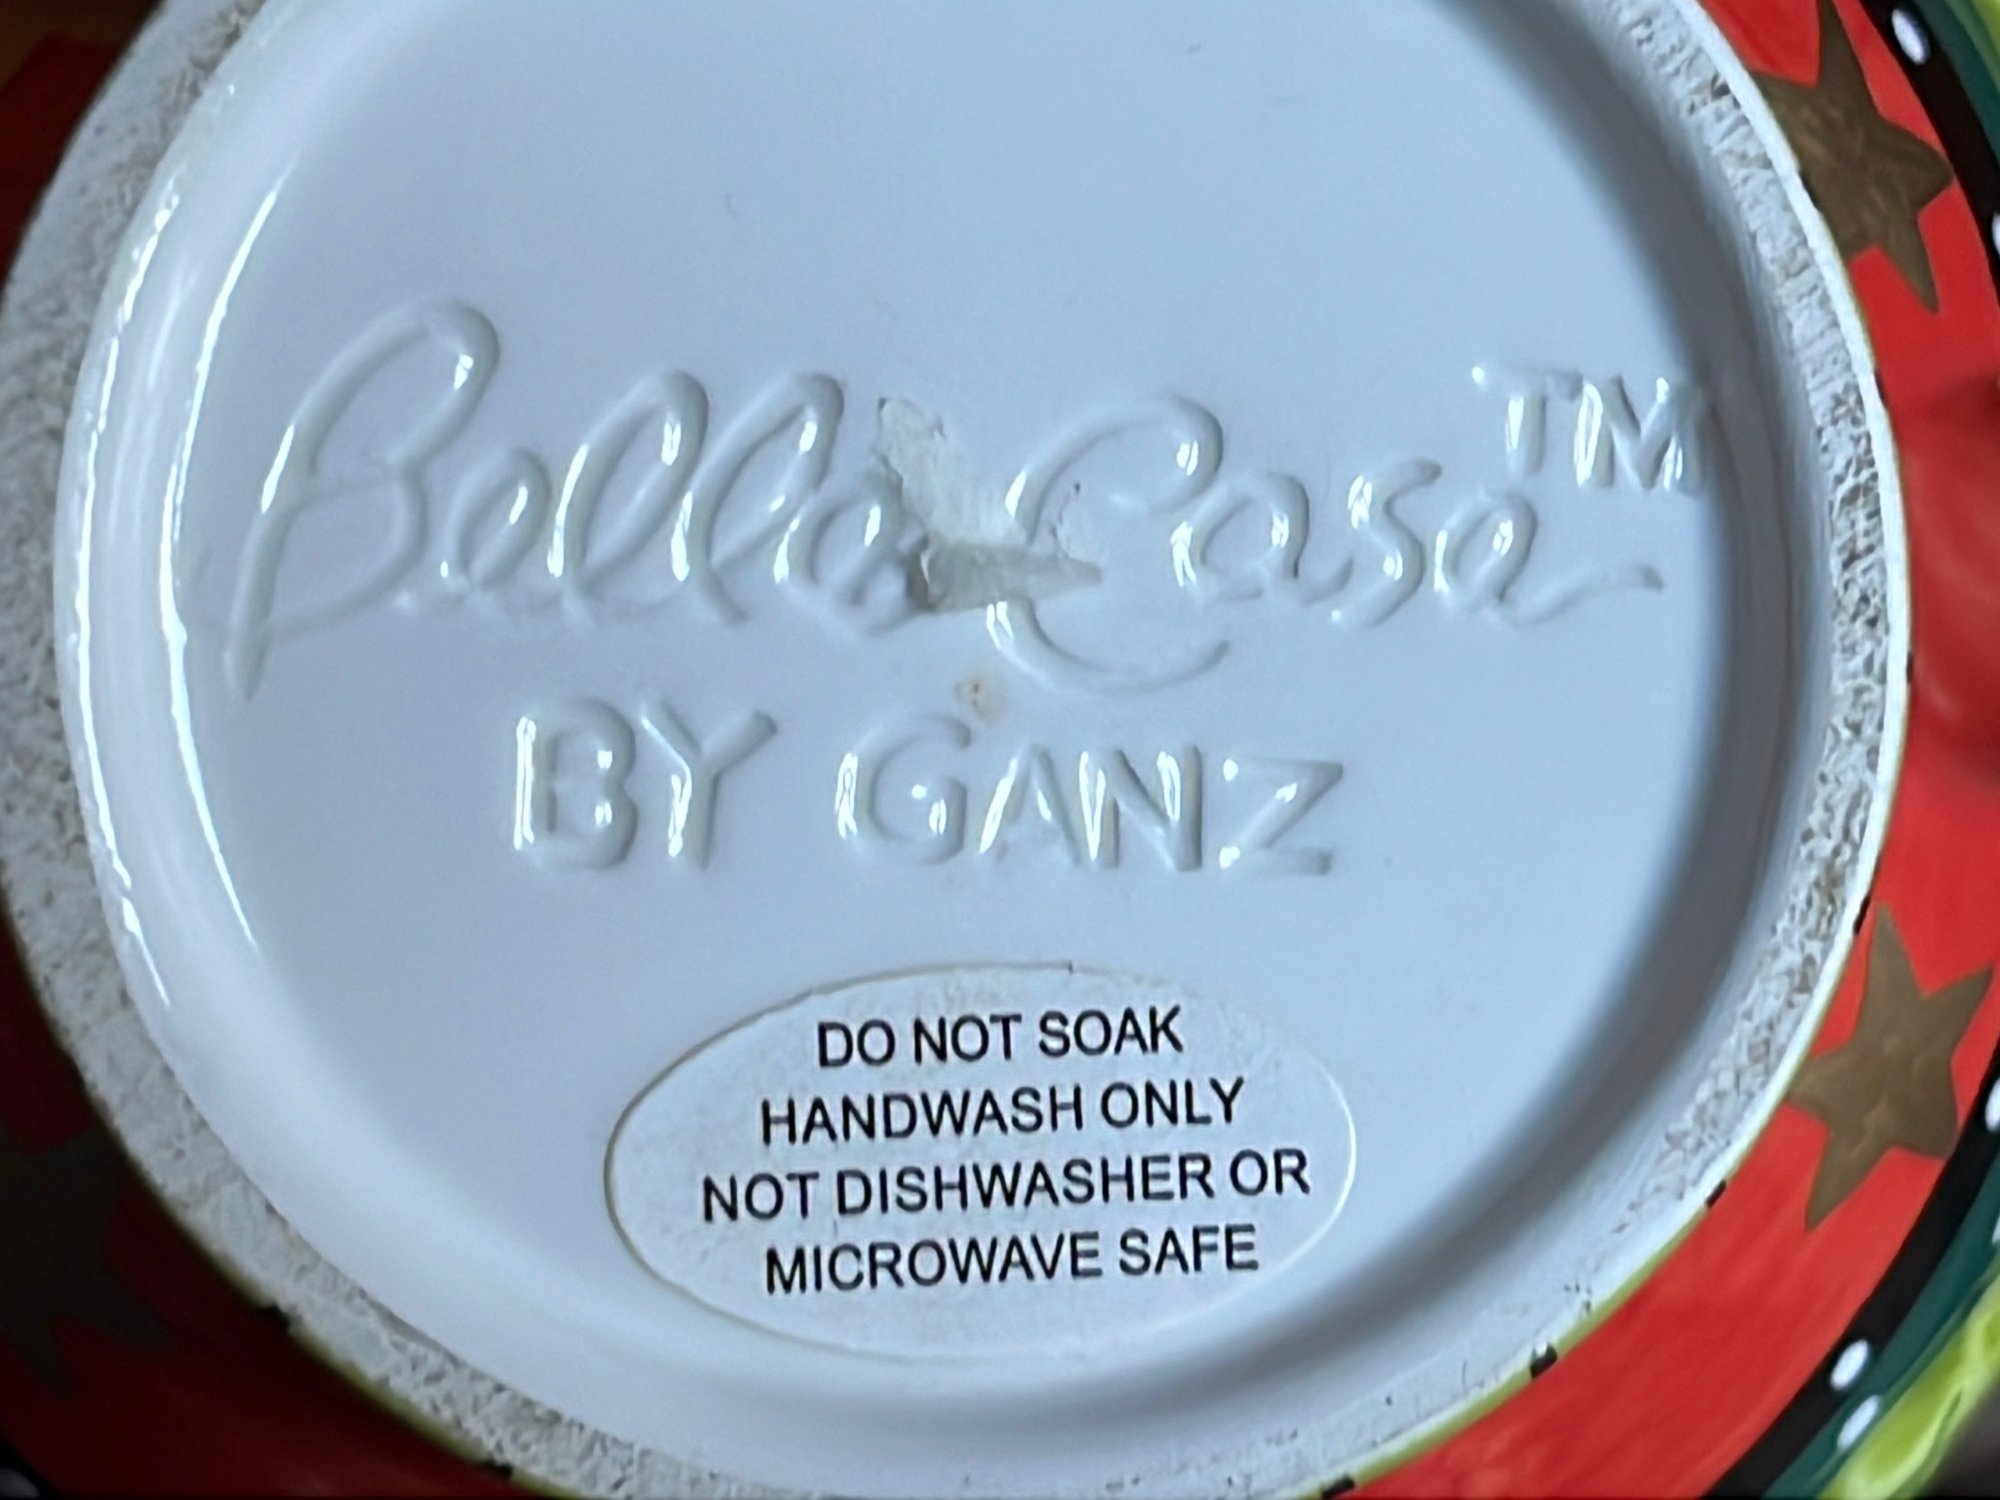 Bella Casa™
BY GANZ
DO NOT SOAK
HANDWASH ONLY
NOT DISHWASHER OR
MICROWAVE SAFE